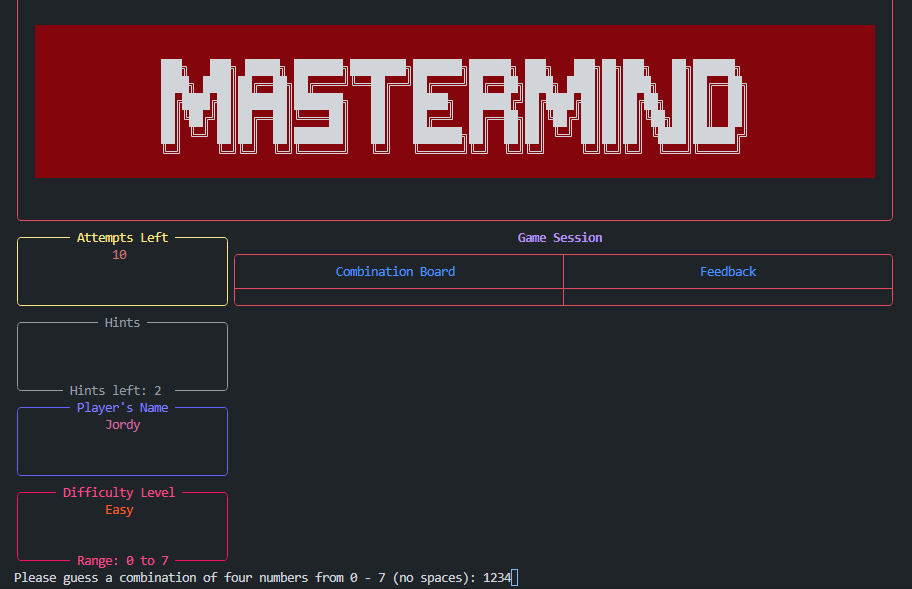 MASTERMIND
Attempts Left
10
Game Session
Combination Board
Feedback
Hints
Hints left: 2
Player's Name
Jordy
Difficulty Level
Easy
Range: 0 to 7
Please guess a combination of four numbers from 0 - 7 (no spaces): 1234